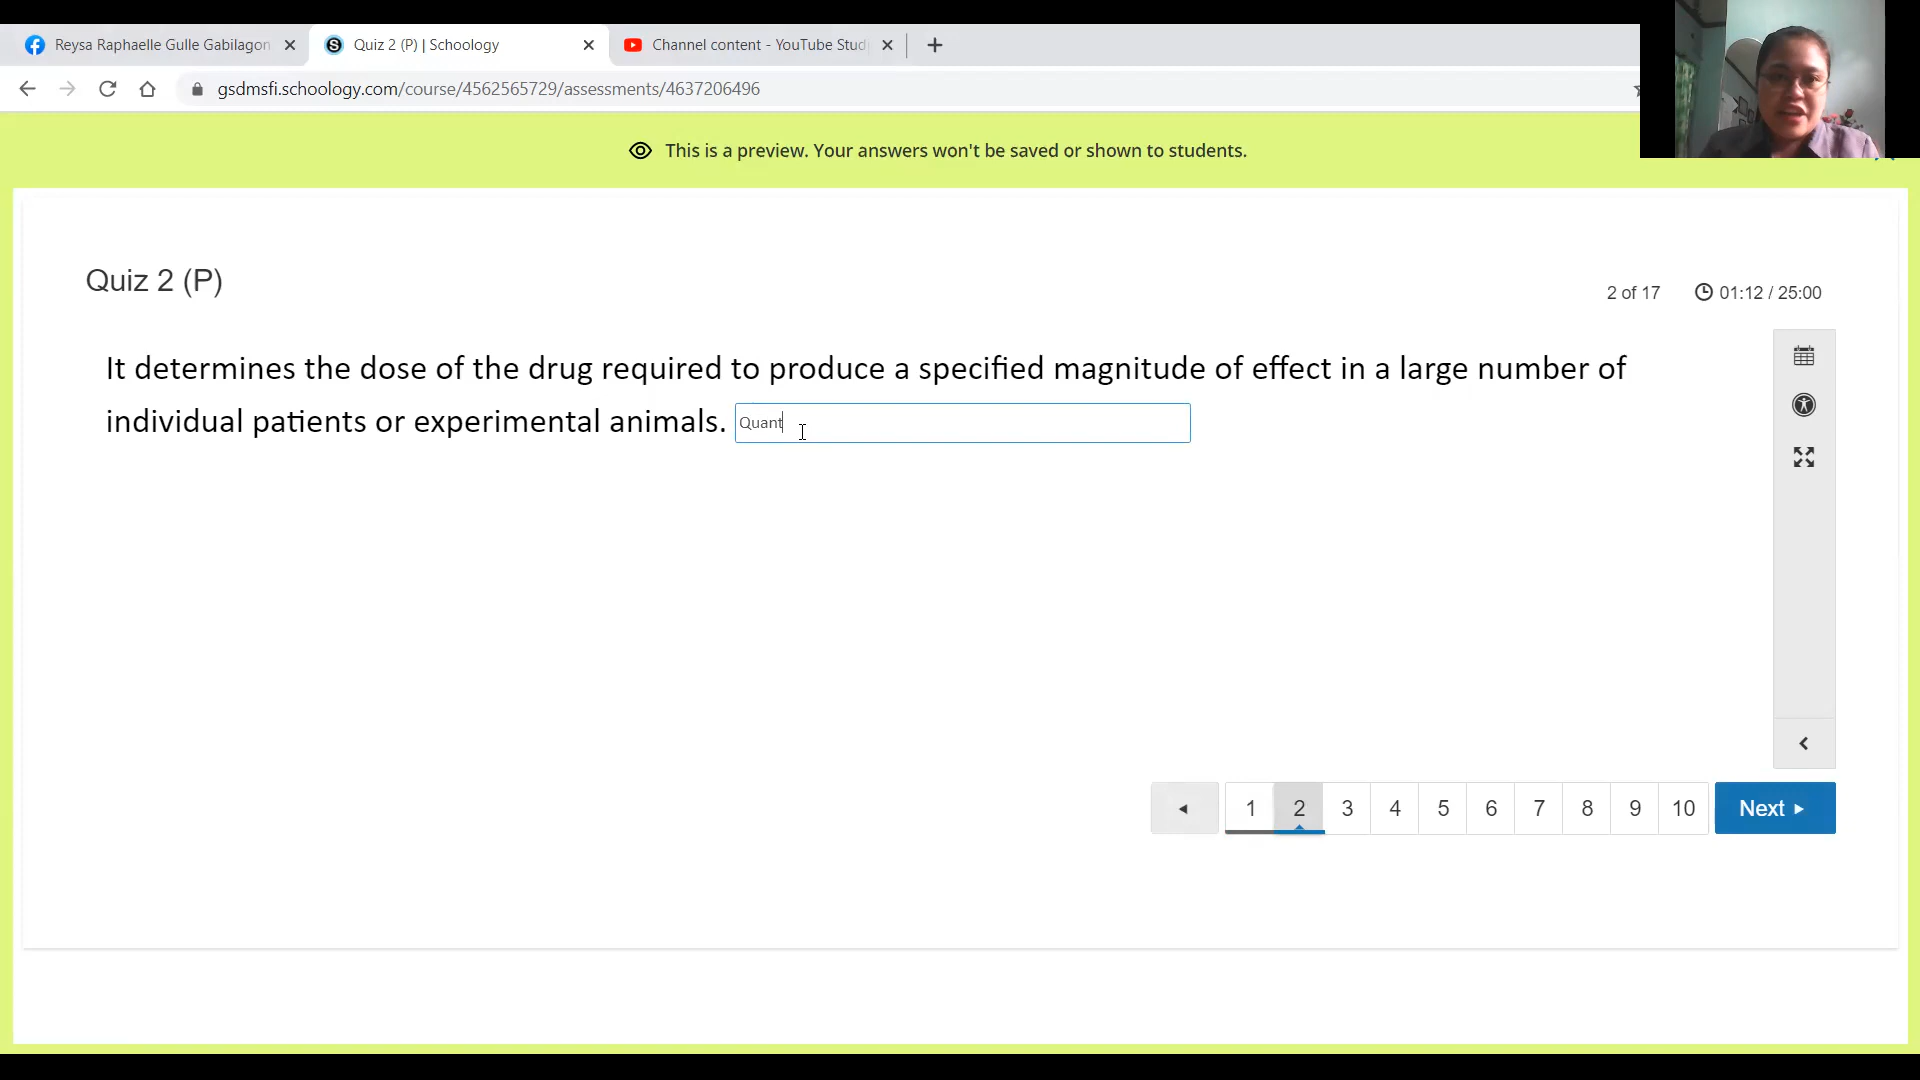 Reysa Raphaelle Gulle Gabilagon
Quiz 2 (P) | Schoology
Channel content - YouTube Stud
gsdmsfi.schoology.com/course/4562565729/assessments/4637206496
This is a preview. Your answers won't be saved or shown to students.
Quiz 2 (P)
2 of 17
01:12 / 25:00
It determines the dose of the drug required to produce a specified magnitude of effect in a large number of
individual patients or experimental animals. Quant
1 2 3 4 5 6 7 8 9 10 Next